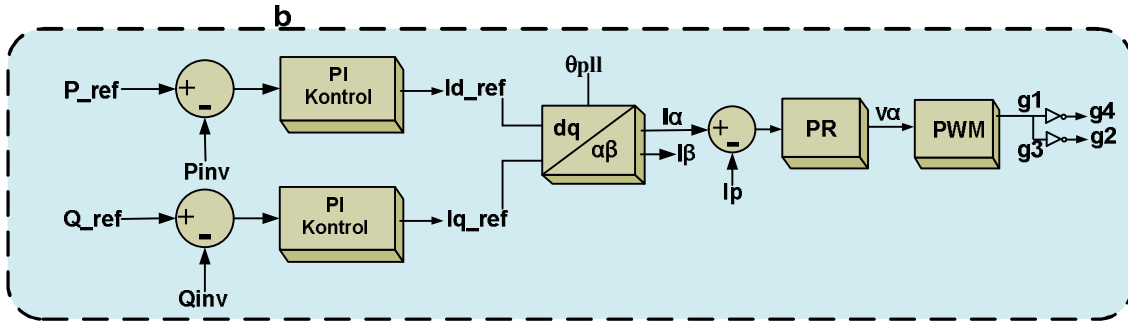 b
P_ref
+
-
Pinv
PI
Kontrol
Id_ref
Q_ref
+
-
Qinv
PI
Kontrol
Iq_ref
θpll
dq
αβ
Iα
Iβ
+
-
Ip
PR
vα
PWM
g1
g3
g4
g2